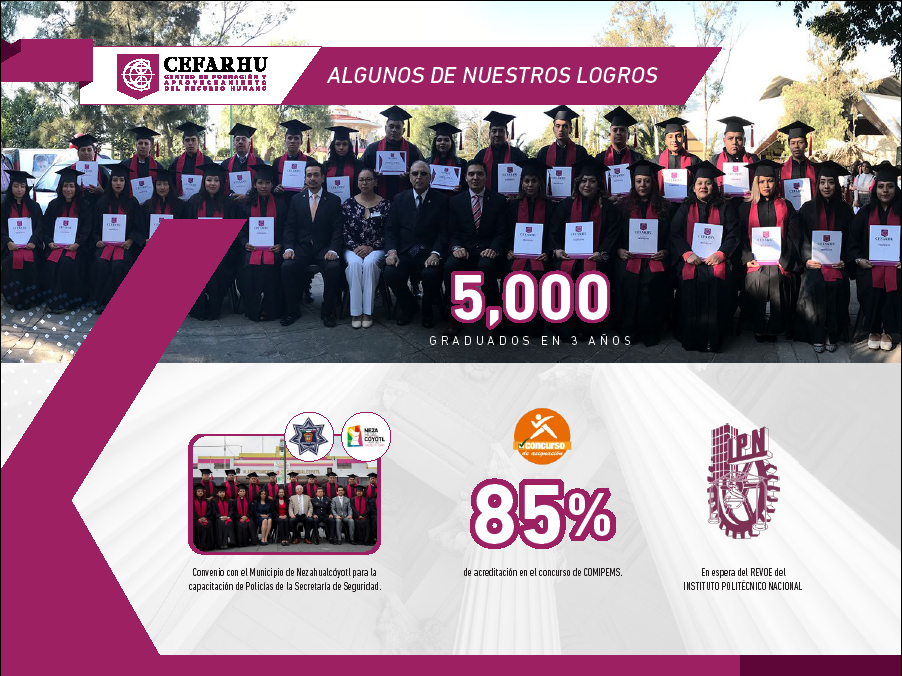 CEFARHU
CENTRO DE FORMACIÓN Y
APROVECHAMIENTO
DEL RECURSO HUMANO
ALGUNOS DE NUESTROS LOGROS
5,000
GRADUADOS EN 3 AÑOS
NEZA
CÓYOTL
CONCURSO
de asignación
85%
IPN
Convenio con el Municipio de Nezahualcóyotl para la
capacitación de Policías de la Secretaría de Seguridad.
de acreditación en el concurso de COMIPEMS.
En espera del REVOE del
INSTITUTO POLITÉCNICO NACIONAL